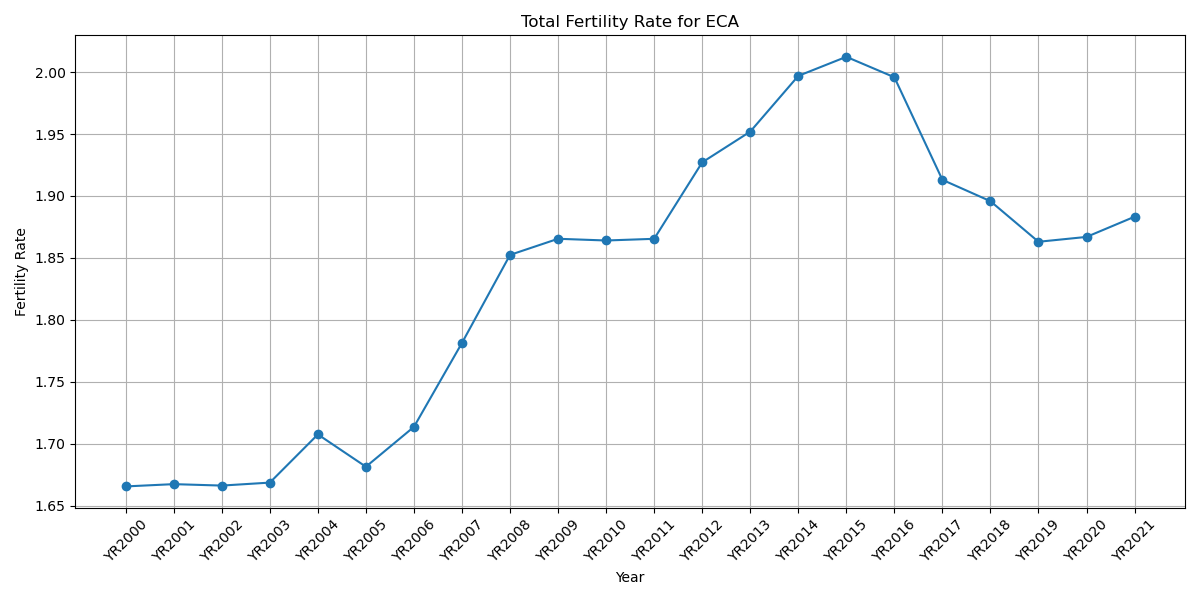 Total Fertility Rate for ECA
Fertility Rate
2.00
1.95
1.90
1.85
1.80
1.75
1.70
1.65
YR2000
YR2001
YR2002
YR2003
YR2004
YR2005
YR2006
YR2007
YR2008
YR2009
YR2010
YR2011
YR2012
YR2013
YR2014
YR2015
YR2016
YR2017
YR2018
YR2019
YR2020
YR2021
Year